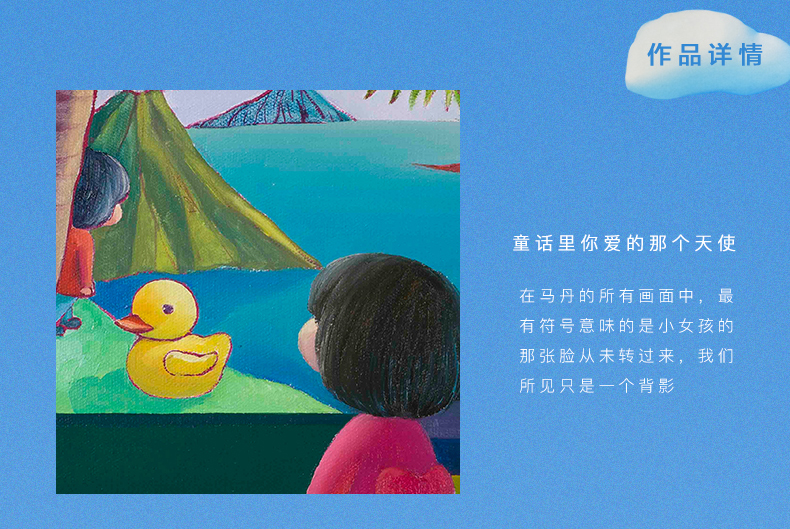 作品详情
童话里你爱的那个天使
在马丹的所有画面中，最
有符号意味的是小女孩的
那张脸从未转过来，我们
所见只是一个背影